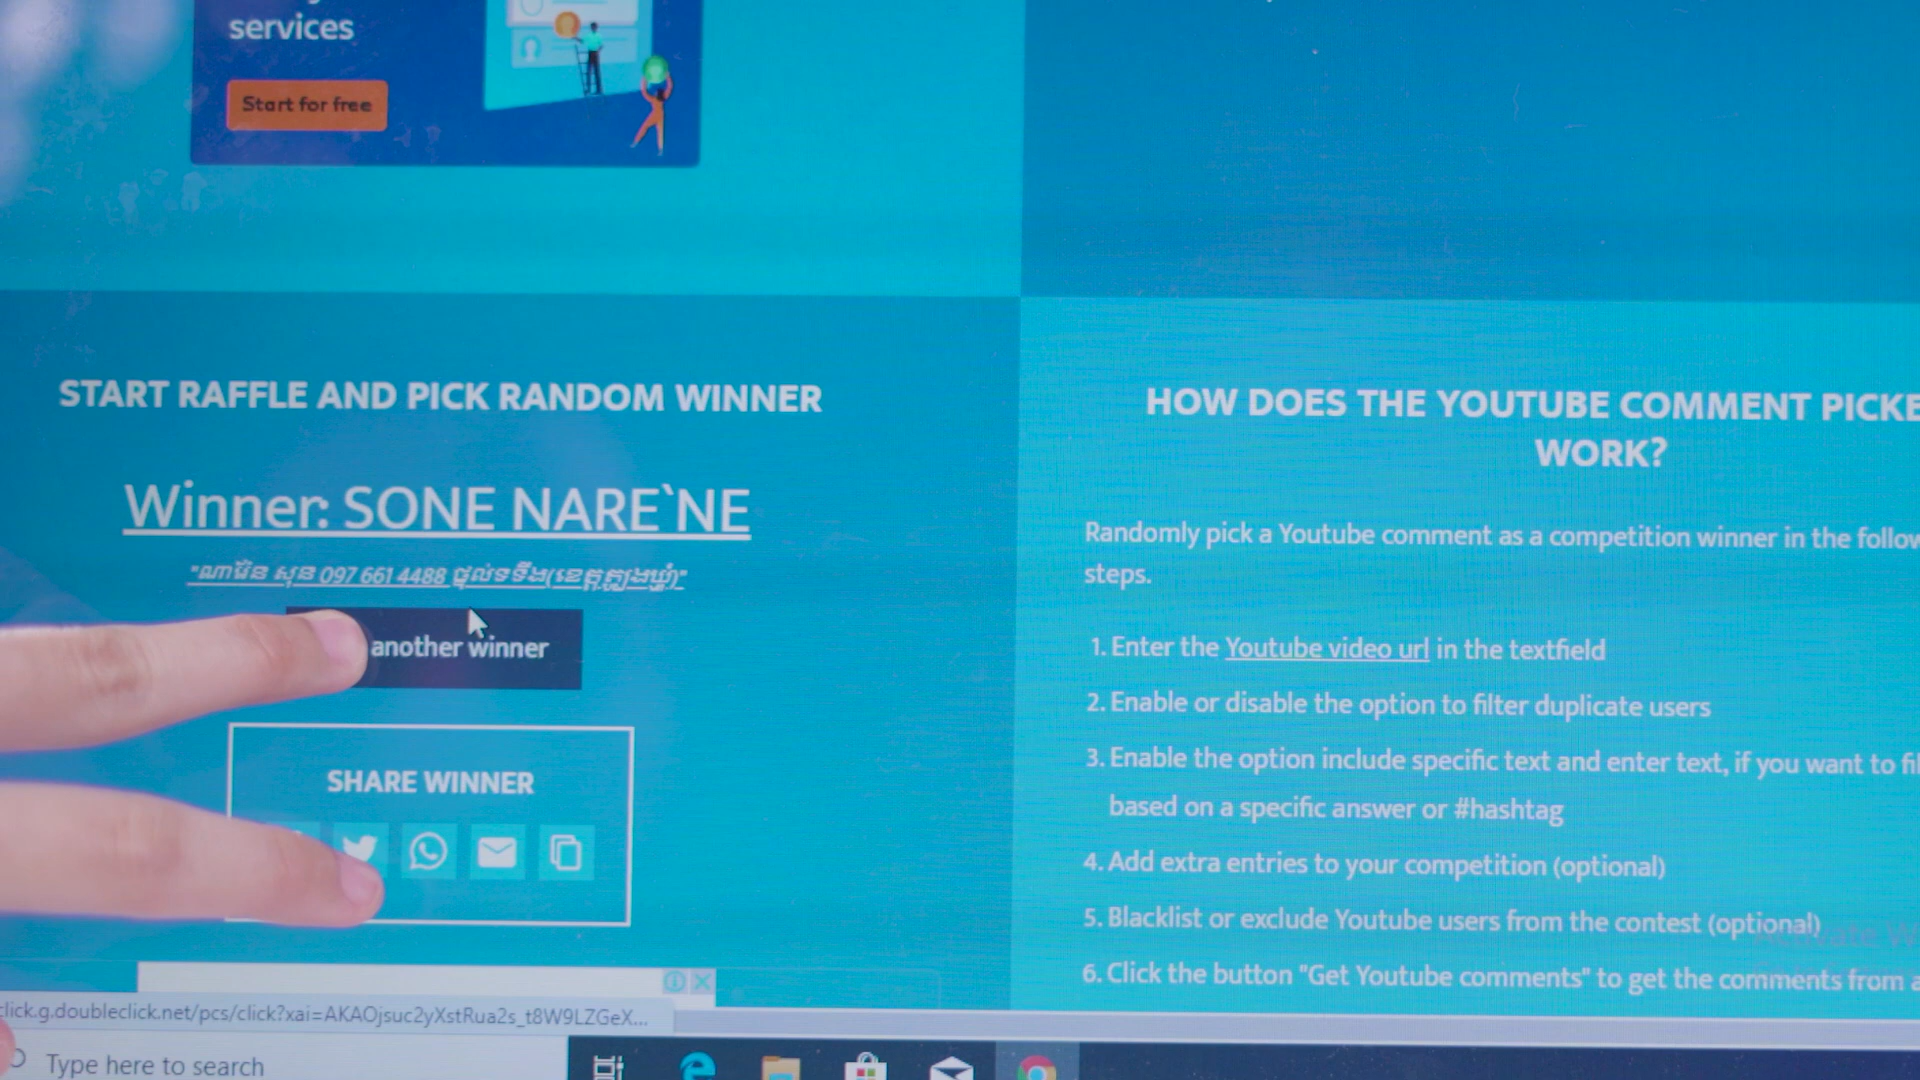 services
Start for free
START RAFFLE AND PICK RANDOM WINNER
Winner: SONE NARE`NE
097 661 4488
another winner
SHARE WINNER
HOW DOES THE YOUTUBE COMMENT PICKE
WORK?
Randomly pick a Youtube comment as a competition winner in the follow
steps.
1. Enter the Youtube video url in the textfield
2. Enable or disable the option to filter duplicate users
3. Enable the option include specific text and enter text, if you want to fil
based on a specific answer or #hashtag
4. Add extra entries to your competition (optional)
5. Blacklist or exclude Youtube users from the contest (optional)
6. Click the button "Get Youtube comments" to get the comments from a
click.g.doubleclick.net/pcs/click?xai=AKAOjsuc2yXstRua2s_t8W9LZGeX...
Type here to search